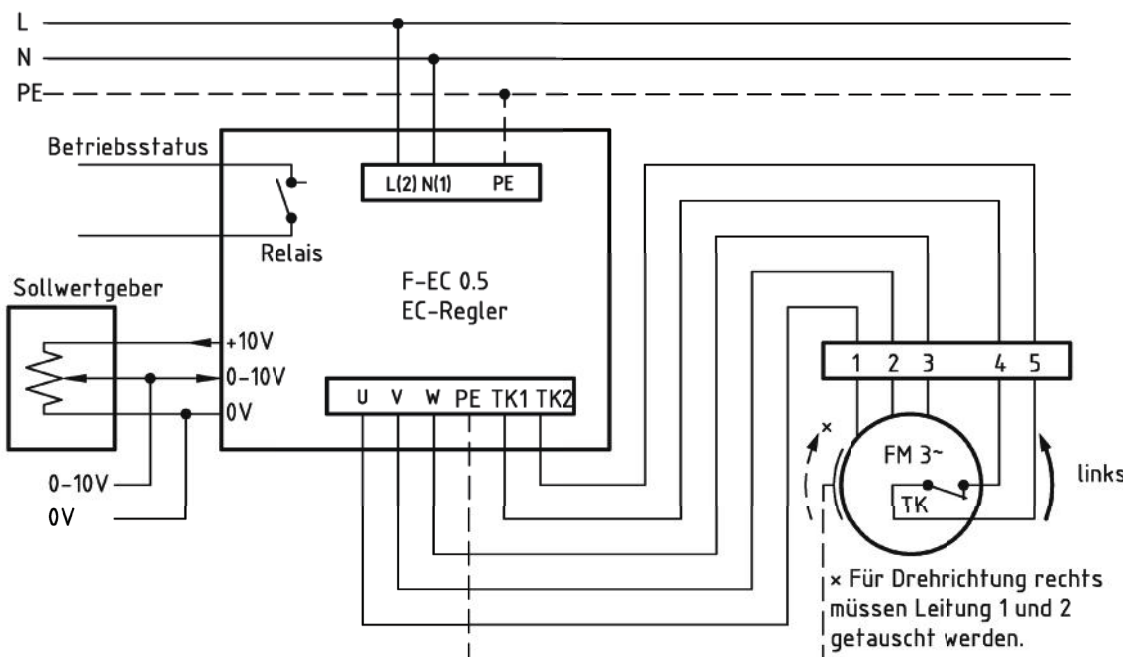 L
N
PE
Betriebsstatus
L(2) N(1) PE
Relais
Sollwertgeber
F-EC 0.5
EC-Regler
+10V
0-10V
0V
U V W PE TK1 TK2
1 2 3 4 5
×
FM 3~
TK
links
0-10V
0V
× Für Drehrichtung rechts
müssen Leitung 1 und 2
getauscht werden.